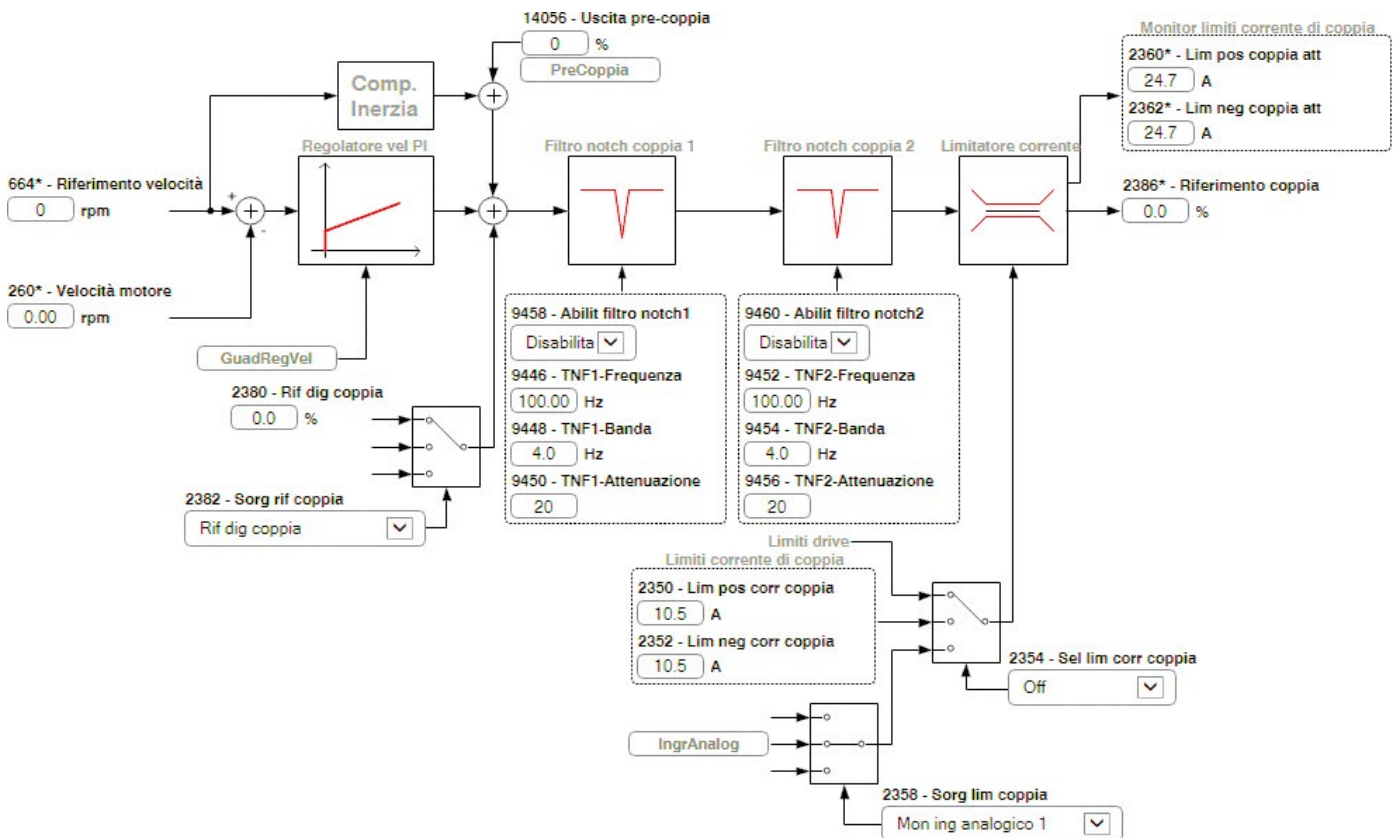 14056 - Uscita pre-coppia
0 %
PreCoppia
Monitor limiti corrente di coppia
2360* - Lim pos coppia att
24.7 A
2362* - Lim neg coppia att
24.7 A
Comp.
Inerzia
+
Regolatore vel PI
Filtro notch coppia 1
Filtro notch coppia 2
Limitatore corrente
664* - Riferimento velocità
0 rpm
+
+
-
+
2386* - Riferimento coppia
0.0 %
260* - Velocità motore
0.00 rpm
GuadRegVel
2380 - Rif dig coppia
0.0 %
2382 - Sorg rif coppia
Rif dig coppia
9458 - Abilit filtro notch1
Disabilita
9446 - TNF1-Frequenza
100.00 Hz
9448 - TNF1-Banda
4.0 Hz
9450 - TNF1-Attenuazione
20
9460 - Abilit filtro notch2
Disabilita
9452 - TNF2-Frequenza
100.00 Hz
9454 - TNF2-Banda
4.0 Hz
9456 - TNF2-Attenuazione
20
Limiti drive
Limiti corrente di coppia
2350 - Lim pos corr coppia
10.5 A
2352 - Lim neg corr coppia
10.5 A
2354 - Sel lim corr coppia
Off
IngrAnalog
2358 - Sorg lim coppia
Mon ing analogico 1